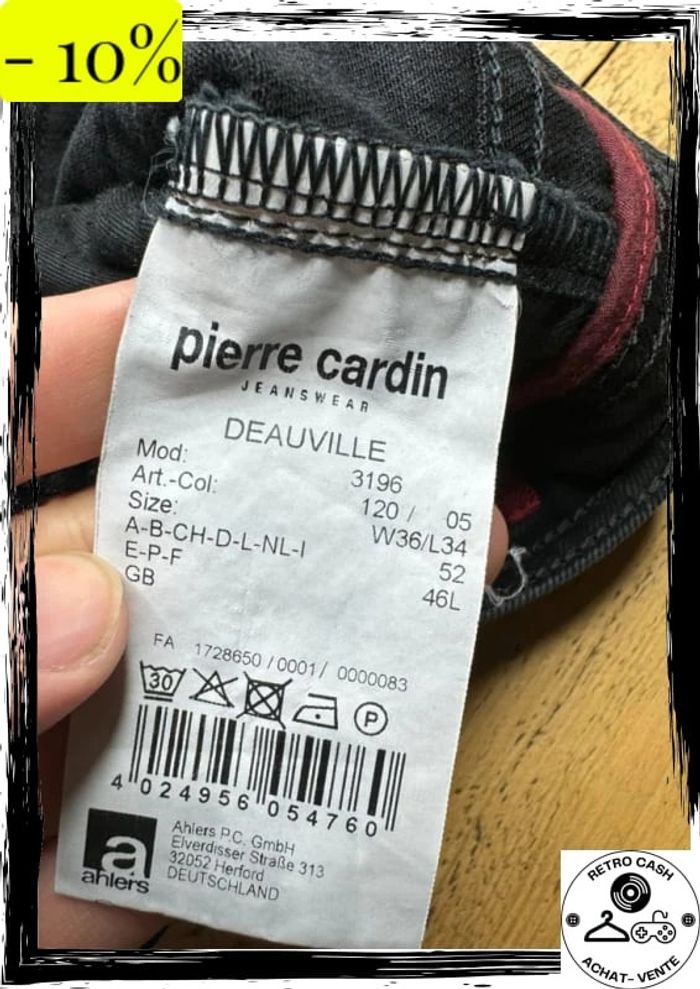 - 10%
pierre cardin
JEANSWEAR
DEAUVILLE
Mod: 3196
Art.-Col: 120 / 05
Size: W36/L34
A-B-CH-D-L-NL-I 52
E-P-F 46L
GB
FA 1728650 /0001/ 0000083
30 P
4 024956 054760
a
ahlers
Ahlers P.C. GmbH
Elverdisser Straße 313
32052 Herford
DEUTSCHLAND
RETRO CASH
ACHAT- VENTE